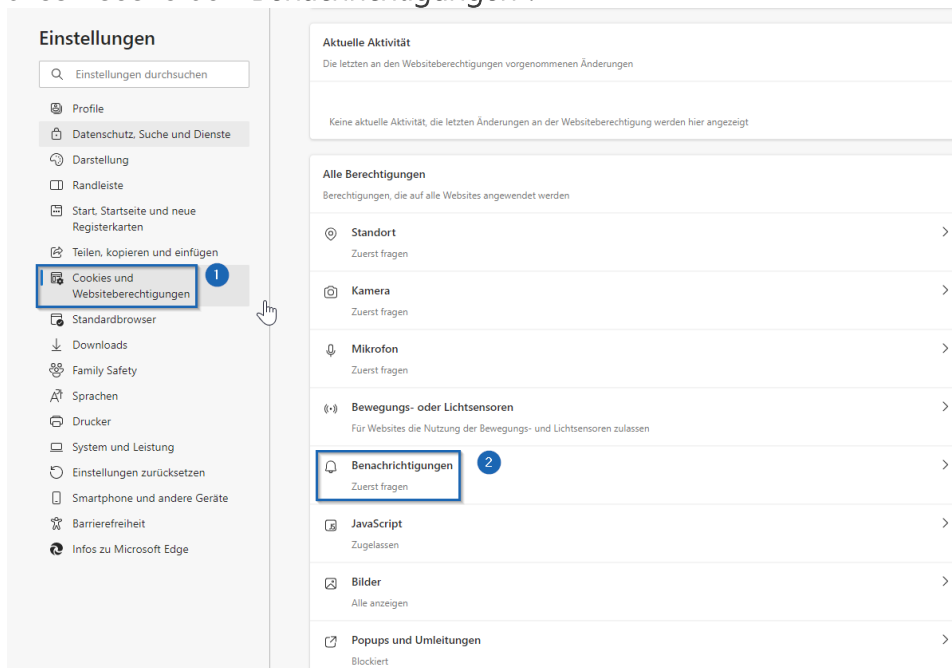 Einstellungen
Einstellungen durchsuchen
Profile
Datenschutz, Suche und Dienste
Darstellung
Randleiste
Start, Startseite und neue
Registerkarten
Teilen, kopieren und einfügen
Cookies und
Websiteberechtigungen
1
Standardbrowser
Downloads
Family Safety
Sprachen
Drucker
System und Leistung
Einstellungen zurücksetzen
Smartphone und andere Geräte
Barrierefreiheit
Infos zu Microsoft Edge
Aktuelle Aktivität
Die letzten an den Websiteberechtigungen vorgenommenen Änderungen
Keine aktuelle Aktivität, die letzten Änderungen an der Websiteberechtigung werden hier angezeigt
Alle Berechtigungen
Berechtigungen, die auf alle Websites angewendet werden
Standort
Zuerst fragen
Kamera
Zuerst fragen
Mikrofon
Zuerst fragen
Bewegungs- oder Lichtsensoren
Für Websites die Nutzung der Bewegungs- und Lichtsensoren zulassen
Benachrichtigungen
2
Zuerst fragen
JavaScript
Zugelassen
Bilder
Alle anzeigen
Popups und Umleitungen
Blockiert